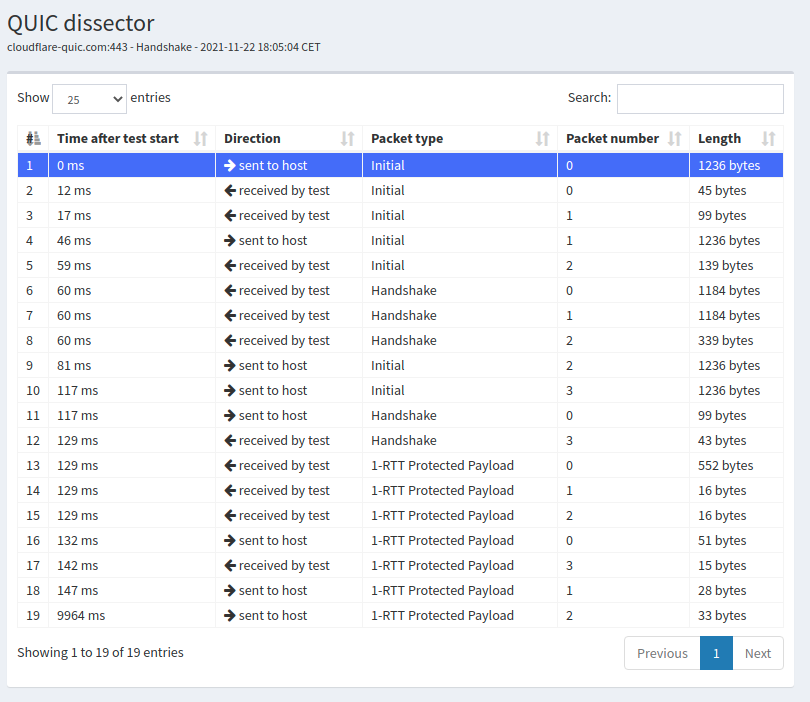 QUIC dissector
cloudflare-quic.com:443 - Handshake - 2021-11-22 18:05:04 CET
Show 25 entries Search:
# Time after test start Direction Packet type Packet number Length
1 0 ms → sent to host Initial 0 1236 bytes
2 12 ms ← received by test Initial 0 45 bytes
3 17 ms ← received by test Initial 1 99 bytes
4 46 ms → sent to host Initial 1 1236 bytes
5 59 ms ← received by test Initial 2 139 bytes
6 60 ms ← received by test Handshake 0 1184 bytes
7 60 ms ← received by test Handshake 1 1184 bytes
8 60 ms ← received by test Handshake 2 339 bytes
9 81 ms → sent to host Initial 2 1236 bytes
10 117 ms → sent to host Initial 3 1236 bytes
11 117 ms → sent to host Handshake 0 99 bytes
12 129 ms ← received by test Handshake 3 43 bytes
13 129 ms ← received by test 1-RTT Protected Payload 0 552 bytes
14 129 ms ← received by test 1-RTT Protected Payload 1 16 bytes
15 129 ms ← received by test 1-RTT Protected Payload 2 16 bytes
16 132 ms → sent to host 1-RTT Protected Payload 0 51 bytes
17 142 ms ← received by test 1-RTT Protected Payload 3 15 bytes
18 147 ms → sent to host 1-RTT Protected Payload 1 28 bytes
19 9964 ms → sent to host 1-RTT Protected Payload 2 33 bytes
Showing 1 to 19 of 19 entries Previous 1 Next